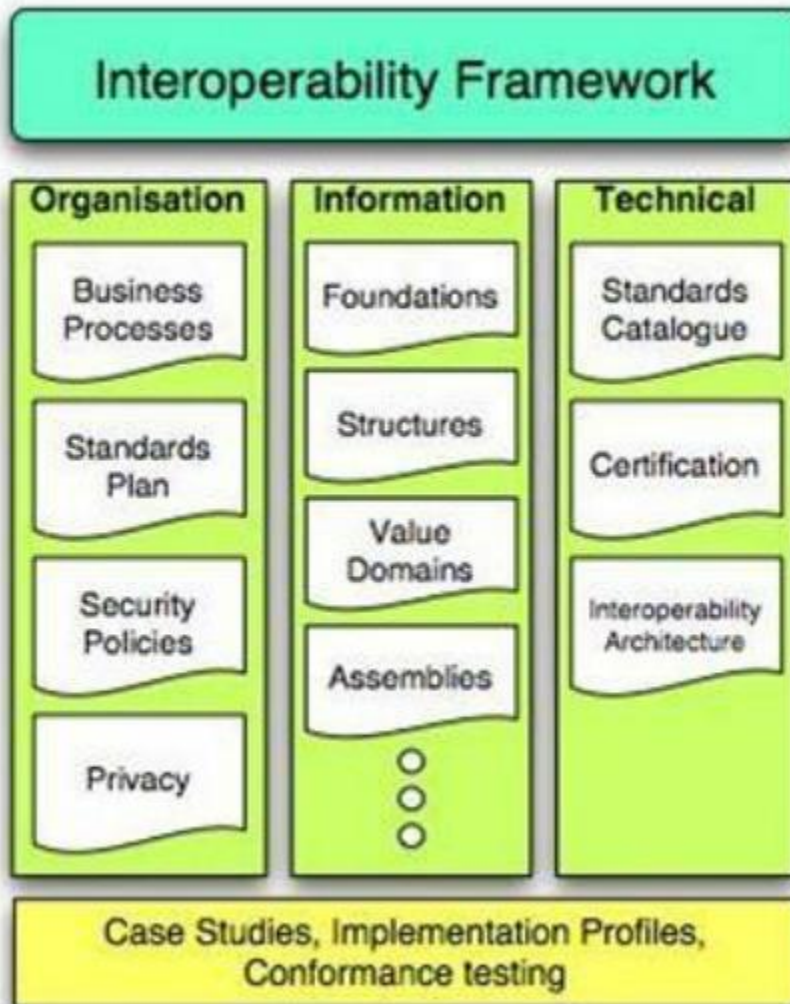 Interoperability Framework
Organisation
Business
Processes
Standards
Plan
Security
Policies
Privacy
Information
Foundations
Structures
Value
Domains
Assemblies
Technical
Standards
Catalogue
Certification
Interoperability
Architecture
Case Studies, Implementation Profiles,
Conformance testing